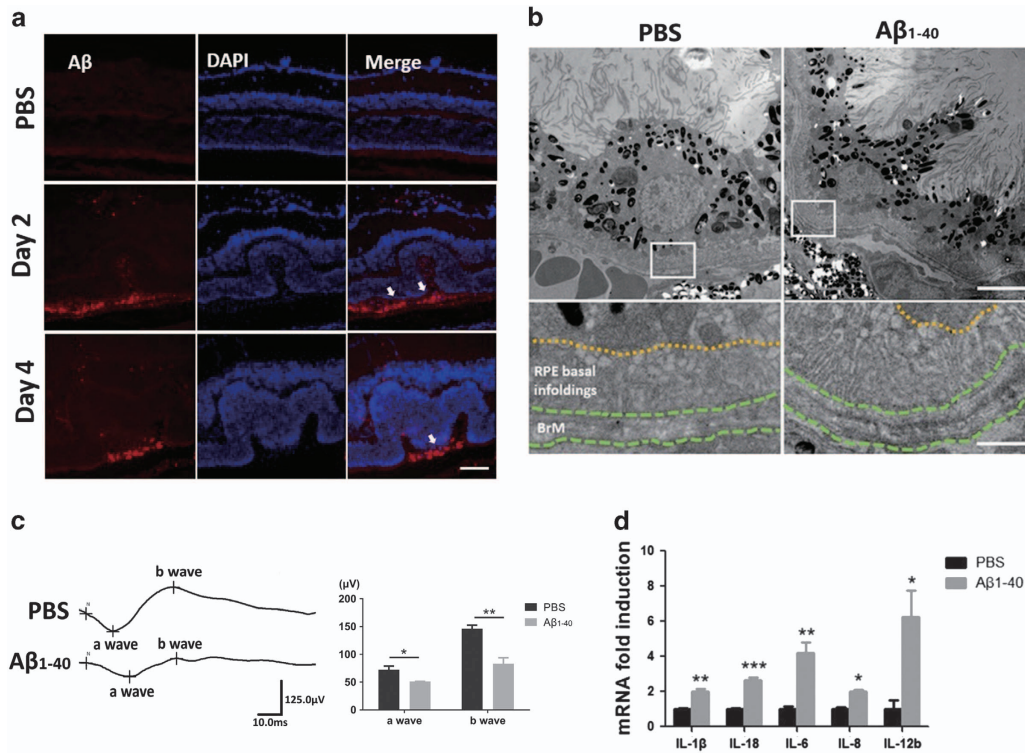 a
Aβ
DAPI
Merge
PBS
Day 2
Day 4
b
PBS
Aβ1-40
RPE basal
infoldings
BrM
c
b wave
PBS
N
a wave
b wave
Aβ1-40
N
a wave
125.0μV
10.0ms
(μV)
200
150
100
50
0
*
**
PBS
Aβ1-40
a wave
b wave
d
mRNA fold induction
10
8
6
4
2
0
**
***
**
*
*
PBS
Aβ1-40
IL-1β
IL-18
IL-6
IL-8
IL-12b